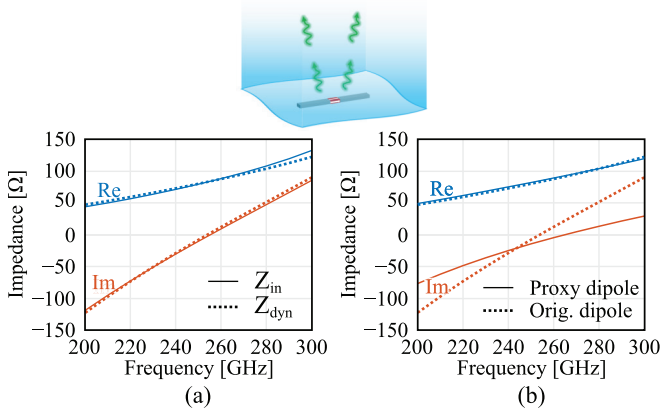 150
100
50
0
−50
−100
−150
Impedance [Ω]
Re
Im
Z_in
Z_dyn
200 220 240 260 280 300
Frequency [GHz]
(a)
150
100
50
0
−50
−100
−150
Impedance [Ω]
Re
Im
Proxy dipole
Orig. dipole
200 220 240 260 280 300
Frequency [GHz]
(b)